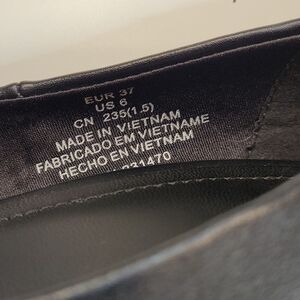 EUR 37
US 6
CN 235(1.5)
MADE IN VIETNAM
FABRICADO EM VIETNAME
HECHO EN VIETNAM